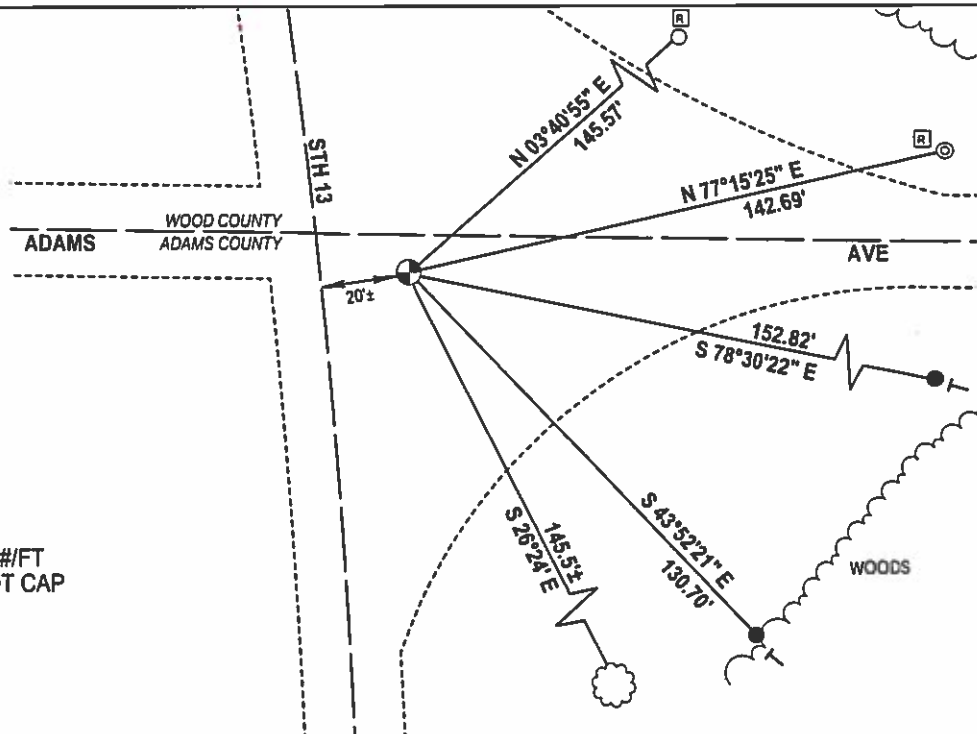 R
N 03°40'55" E
145.57'
STH 13
R
N 77°15'25" E
142.69'
WOOD COUNTY
ADAMS
ADAMS COUNTY
AVE
20'±
152.82'
S 78°30'22" E
S 43°52'21" E
130.70'
145.5'±
S 26°24' E
#/FT
T CAP
WOODS